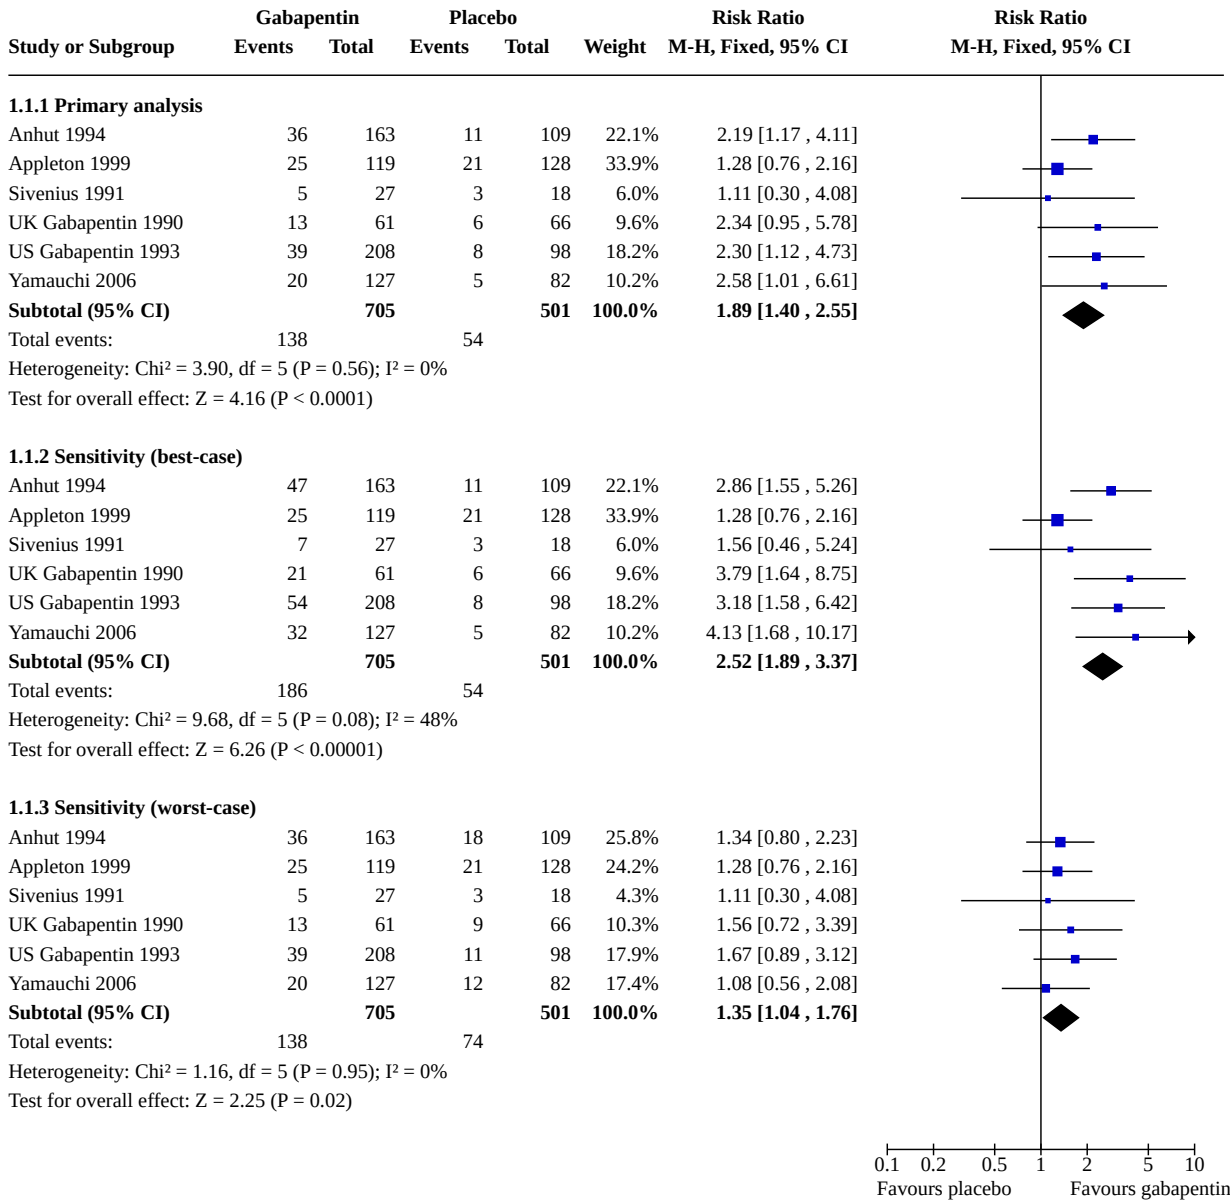 Gabapentin Placebo Risk Ratio Risk Ratio
Study or Subgroup Events Total Events Total Weight M-H, Fixed, 95% CI M-H, Fixed, 95% CI
1.1.1 Primary analysis
Anhut 1994 36 163 11 109 22.1% 2.19 [1.17 , 4.11]
Appleton 1999 25 119 21 128 33.9% 1.28 [0.76 , 2.16]
Sivenius 1991 5 27 3 18 6.0% 1.11 [0.30 , 4.08]
UK Gabapentin 1990 13 61 6 66 9.6% 2.34 [0.95 , 5.78]
US Gabapentin 1993 39 208 8 98 18.2% 2.30 [1.12 , 4.73]
Yamauchi 2006 20 127 5 82 10.2% 2.58 [1.01 , 6.61]
Subtotal (95% CI) 705 501 100.0% 1.89 [1.40 , 2.55]
Total events: 138 54
Heterogeneity: Chi² = 3.90, df = 5 (P = 0.56); I² = 0%
Test for overall effect: Z = 4.16 (P < 0.0001)
1.1.2 Sensitivity (best-case)
Anhut 1994 47 163 11 109 22.1% 2.86 [1.55 , 5.26]
Appleton 1999 25 119 21 128 33.9% 1.28 [0.76 , 2.16]
Sivenius 1991 7 27 3 18 6.0% 1.56 [0.46 , 5.24]
UK Gabapentin 1990 21 61 6 66 9.6% 3.79 [1.64 , 8.75]
US Gabapentin 1993 54 208 8 98 18.2% 3.18 [1.58 , 6.42]
Yamauchi 2006 32 127 5 82 10.2% 4.13 [1.68 , 10.17]
Subtotal (95% CI) 705 501 100.0% 2.52 [1.89 , 3.37]
Total events: 186 54
Heterogeneity: Chi² = 9.68, df = 5 (P = 0.08); I² = 48%
Test for overall effect: Z = 6.26 (P < 0.00001)
1.1.3 Sensitivity (worst-case)
Anhut 1994 36 163 18 109 25.8% 1.34 [0.80 , 2.23]
Appleton 1999 25 119 21 128 24.2% 1.28 [0.76 , 2.16]
Sivenius 1991 5 27 3 18 4.3% 1.11 [0.30 , 4.08]
UK Gabapentin 1990 13 61 9 66 10.3% 1.56 [0.72 , 3.39]
US Gabapentin 1993 39 208 11 98 17.9% 1.67 [0.89 , 3.12]
Yamauchi 2006 20 127 12 82 17.4% 1.08 [0.56 , 2.08]
Subtotal (95% CI) 705 501 100.0% 1.35 [1.04 , 1.76]
Total events: 138 74
Heterogeneity: Chi² = 1.16, df = 5 (P = 0.95); I² = 0%
Test for overall effect: Z = 2.25 (P = 0.02)
0.1 0.2 0.5 1 2 5 10
Favours placebo Favours gabapentin